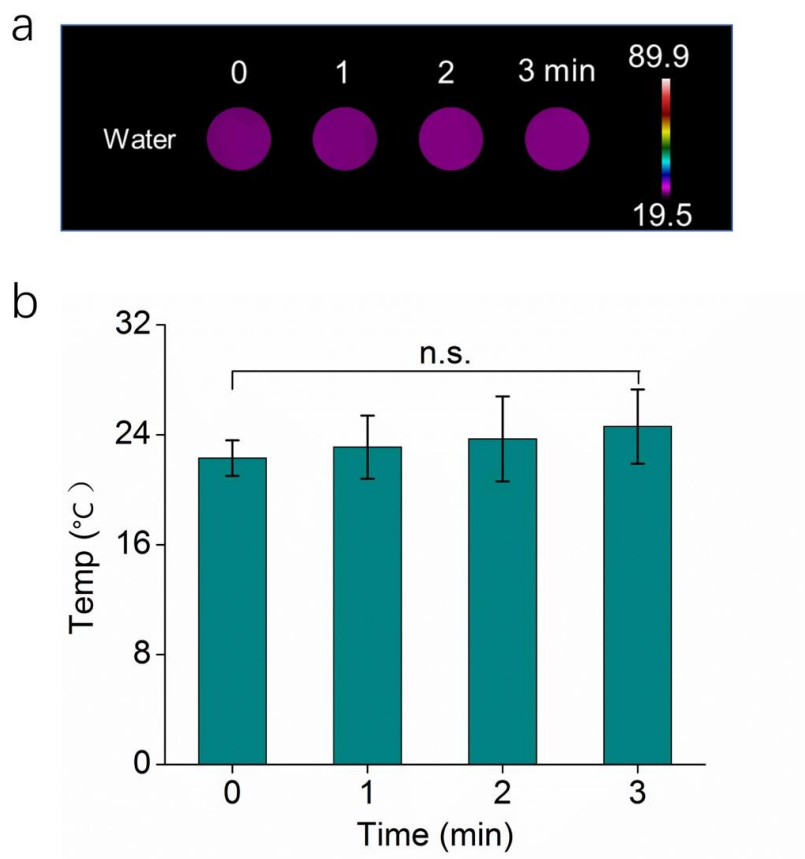 a
0 1 2 3 min 89.9
Water
19.5
b
32
n.s.
24
16
8
0
Temp (°C）
0 1 2 3
Time (min)